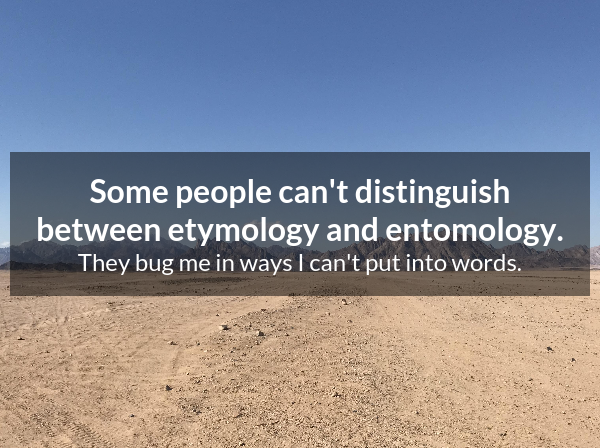 Some people can't distinguish
between etymology and entomology.
They bug me in ways I can't put into words.